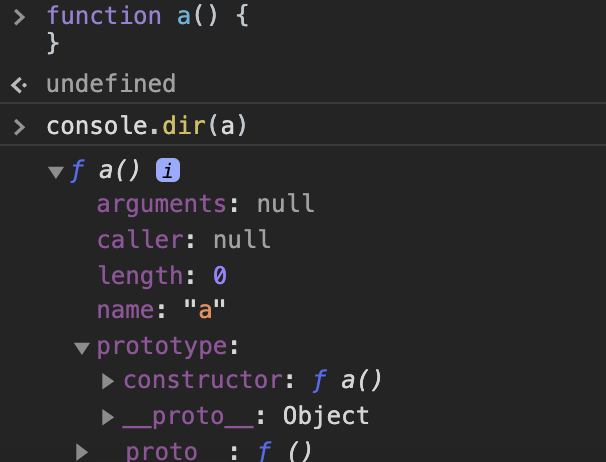 > function a() {
}
<· undefined
> console.dir(a)
▼ ƒ a() i
arguments: null
caller: null
length: 0
name: "a"
▼ prototype:
▶ constructor: ƒ a()
▶ __proto__: Object
▶ __proto__: ƒ ()